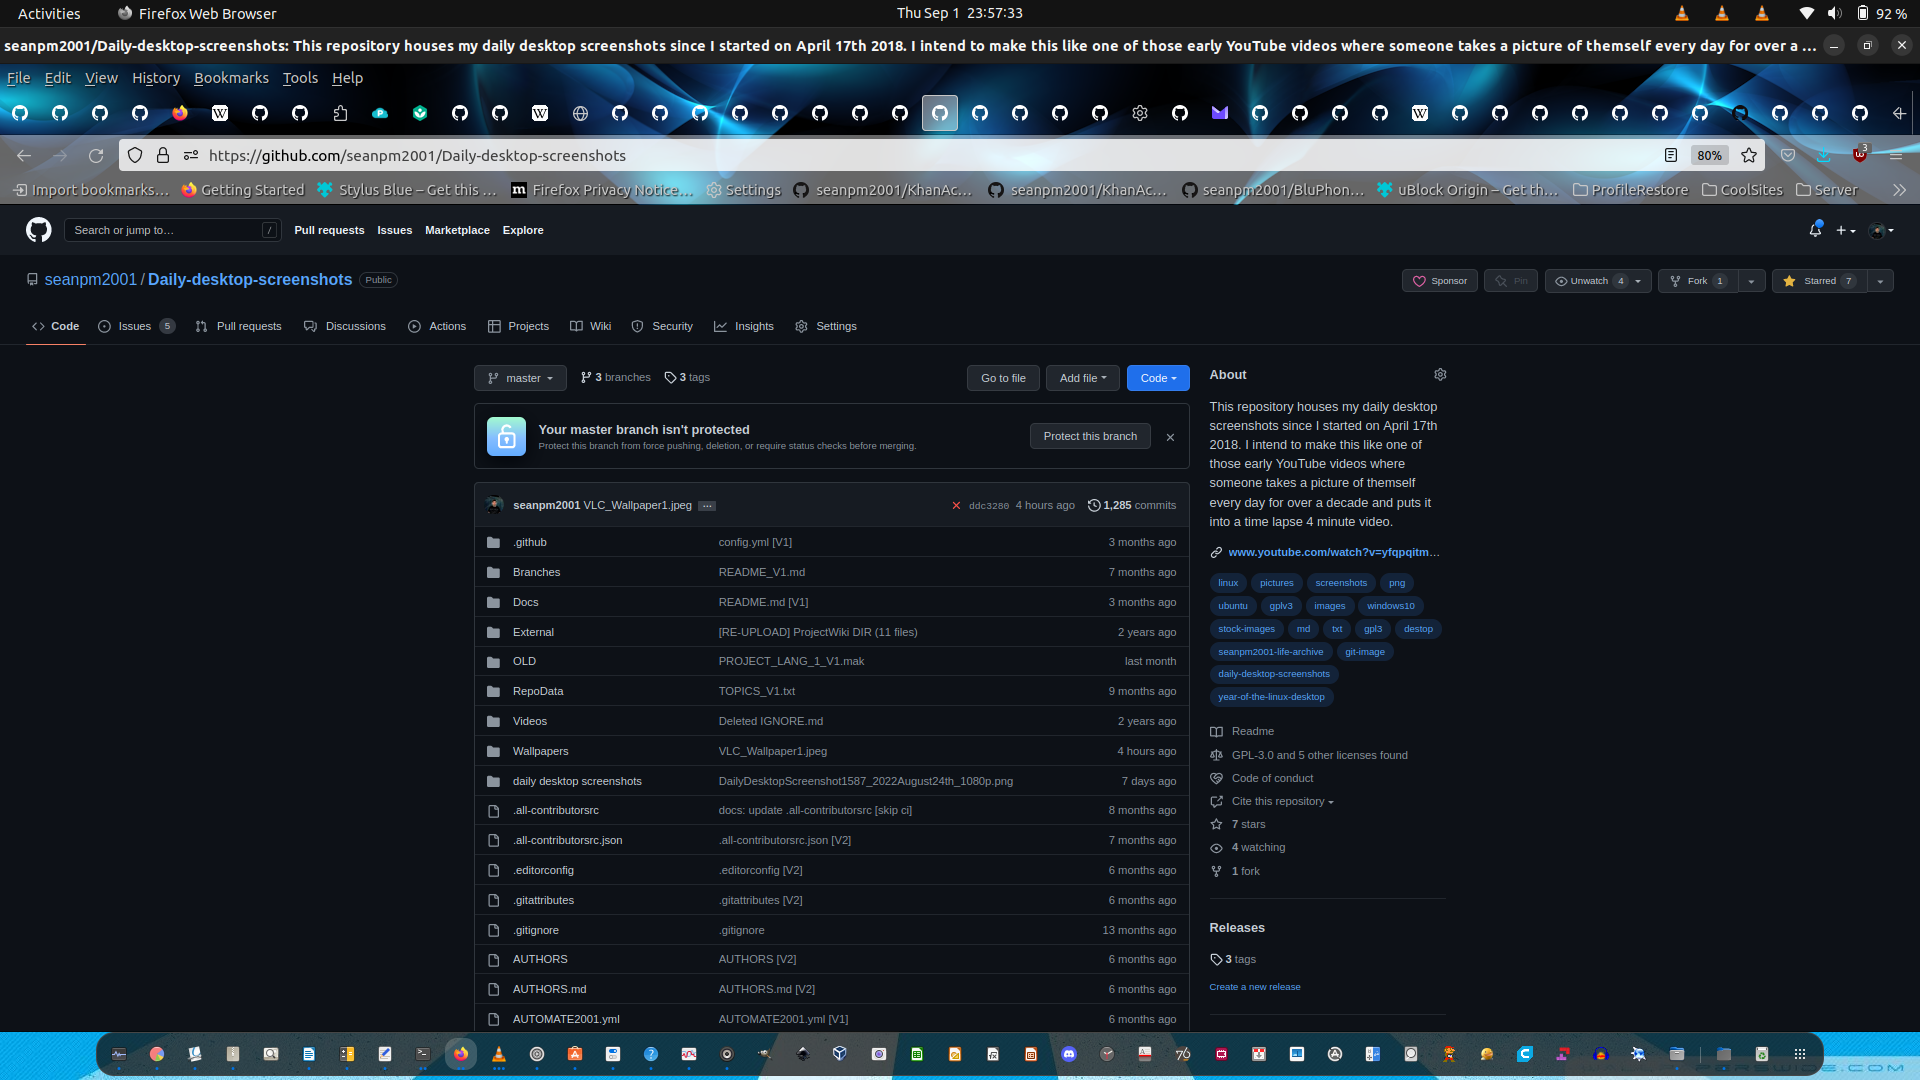 Activities
Firefox Web Browser
Thu Sep 1  23:57:33
92 %
seanpm2001/Daily-desktop-screenshots: This repository houses my daily desktop screenshots since I started on April 17th 2018. I intend to make this like one of those early YouTube videos where someone takes a picture of themself every day for over a ...
File Edit View History Bookmarks Tools Help
https://github.com/seanpm2001/Daily-desktop-screenshots
80%
3
Import bookmarks... Getting Started Stylus Blue – Get this ... Firefox Privacy Notice... Settings seanpm2001/KhanAc... seanpm2001/KhanAc... seanpm2001/BluPhon... uBlock Origin – Get th... ProfileRestore CoolSites Server
Search or jump to... /
Pull requests Issues Marketplace Explore
seanpm2001 / Daily-desktop-screenshots Public
Sponsor Pin Unwatch 4 Fork 1 Starred 7
Code Issues 5 Pull requests Discussions Actions Projects Wiki Security Insights Settings
master 3 branches 3 tags
Go to file Add file Code
Your master branch isn't protected
Protect this branch from force pushing, deletion, or require status checks before merging.
Protect this branch
seanpm2001 VLC_Wallpaper1.jpeg ... ddc3280 4 hours ago 1,285 commits
.github config.yml [V1] 3 months ago
Branches README_V1.md 7 months ago
Docs README.md [V1] 3 months ago
External [RE-UPLOAD] ProjectWiki DIR (11 files) 2 years ago
OLD PROJECT_LANG_1_V1.mak last month
RepoData TOPICS_V1.txt 9 months ago
Videos Deleted IGNORE.md 2 years ago
Wallpapers VLC_Wallpaper1.jpeg 4 hours ago
daily desktop screenshots DailyDesktopScreenshot1587_2022August24th_1080p.png 7 days ago
.all-contributorsrc docs: update .all-contributorsrc [skip ci] 8 months ago
.all-contributorsrc.json .all-contributorsrc.json [V2] 7 months ago
.editorconfig .editorconfig [V2] 6 months ago
.gitattributes .gitattributes [V2] 6 months ago
.gitignore .gitignore 13 months ago
AUTHORS AUTHORS [V2] 6 months ago
AUTHORS.md AUTHORS.md [V2] 6 months ago
AUTOMATE2001.yml AUTOMATE2001.yml [V1] 6 months ago
About
This repository houses my daily desktop
screenshots since I started on April 17th
2018. I intend to make this like one of
those early YouTube videos where
someone takes a picture of themself
every day for over a decade and puts it
into a time lapse 4 minute video.
www.youtube.com/watch?v=yfqpqitm...
linux pictures screenshots png
ubuntu gplv3 images windows10
stock-images md txt gpl3 destop
seanpm2001-life-archive git-image
daily-desktop-screenshots
year-of-the-linux-desktop
Readme
GPL-3.0 and 5 other licenses found
Code of conduct
Cite this repository
7 stars
4 watching
1 fork
Releases
3 tags
Create a new release